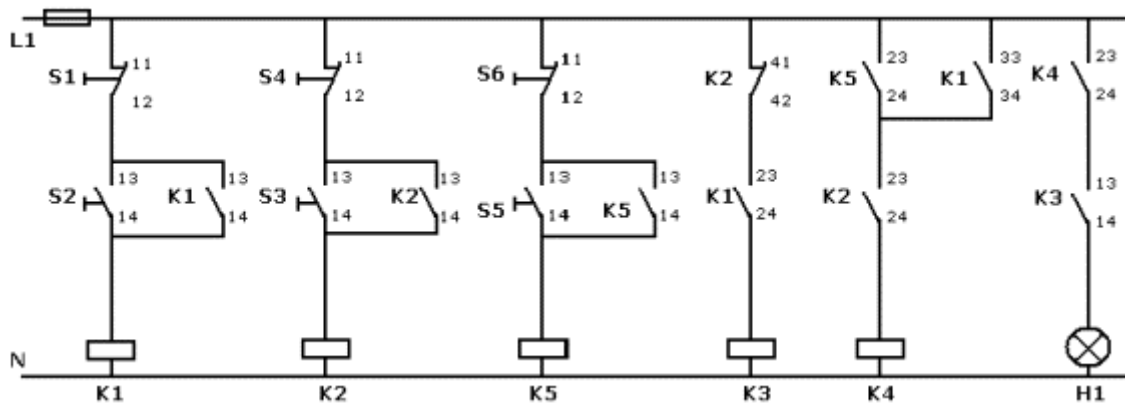 L1
11 11 11 23 33 23
S1 S4 S6 K2 41 K5 K1 K4
12 12 12 42 24 34 24
13 13 13 13 13 13 23 23 13
S2 K1 S3 K2 S5 K5 K1 K2 K3
14 14 14 14 14 14 24 24 14
N
K1 K2 K5 K3 K4 H1